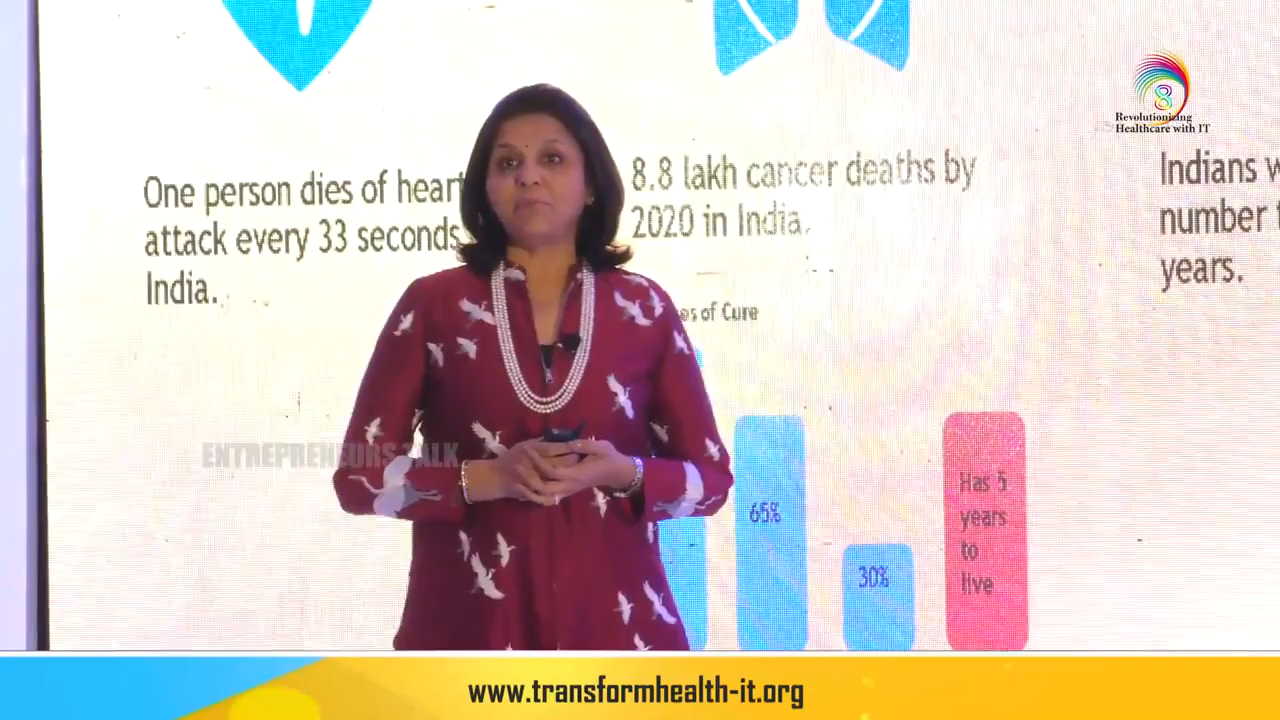 Revolutionizing
Healthcare with IT
One person dies of heart
attack every 33 seconds
India.
8.8 lakh cancer deaths by
2020 in India.
Indians
number
years.
of Cure
ENTREPRENEURS TALK
65%
30%
Has 5
years
to
live
www.transformhealth-it.org